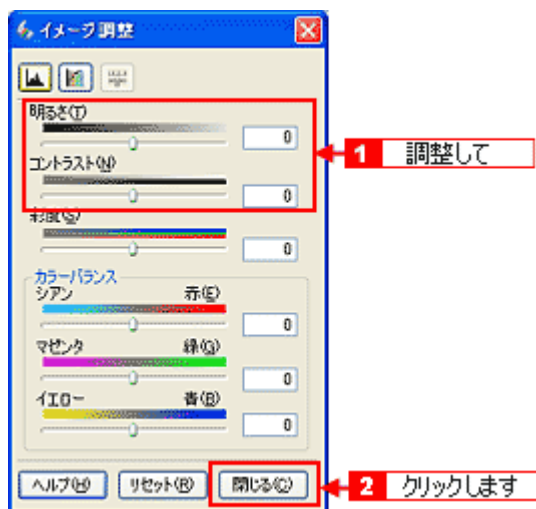 イメージ調整
明るさ(T)
0
1 調整して
コントラスト(N)
0
彩度(S)
0
カラーバランス
シアン 赤(E)
0
マゼンタ 緑(G)
0
イエロー 青(B)
0
ヘルプ(H) リセット(R) 閉じる(C)
2 クリックします